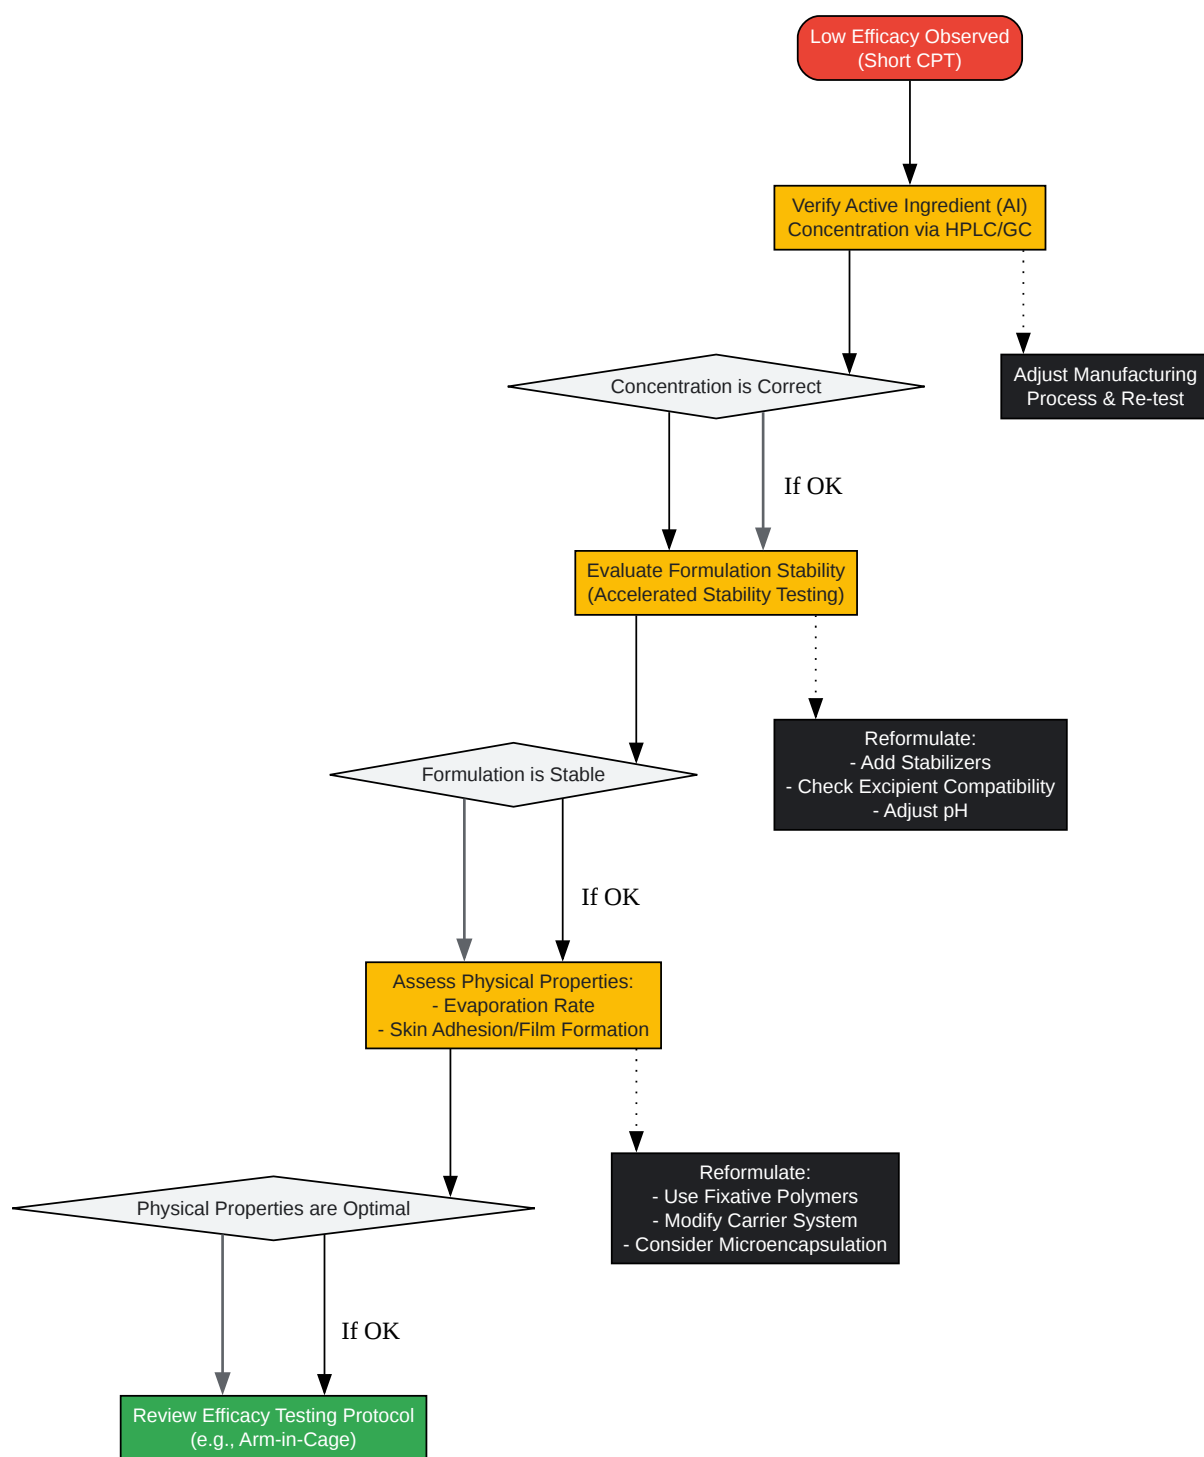 Low Efficacy Observed
(Short CPT)
Verify Active Ingredient (AI)
Concentration via HPLC/GC
Concentration is Correct
Adjust Manufacturing
Process & Re-test
If OK
Evaluate Formulation Stability
(Accelerated Stability Testing)
Formulation is Stable
Reformulate:
- Add Stabilizers
- Check Excipient Compatibility
- Adjust pH
If OK
Assess Physical Properties:
- Evaporation Rate
- Skin Adhesion/Film Formation
Physical Properties are Optimal
Reformulate:
- Use Fixative Polymers
- Modify Carrier System
- Consider Microencapsulation
If OK
Review Efficacy Testing Protocol
(e.g., Arm-in-Cage)